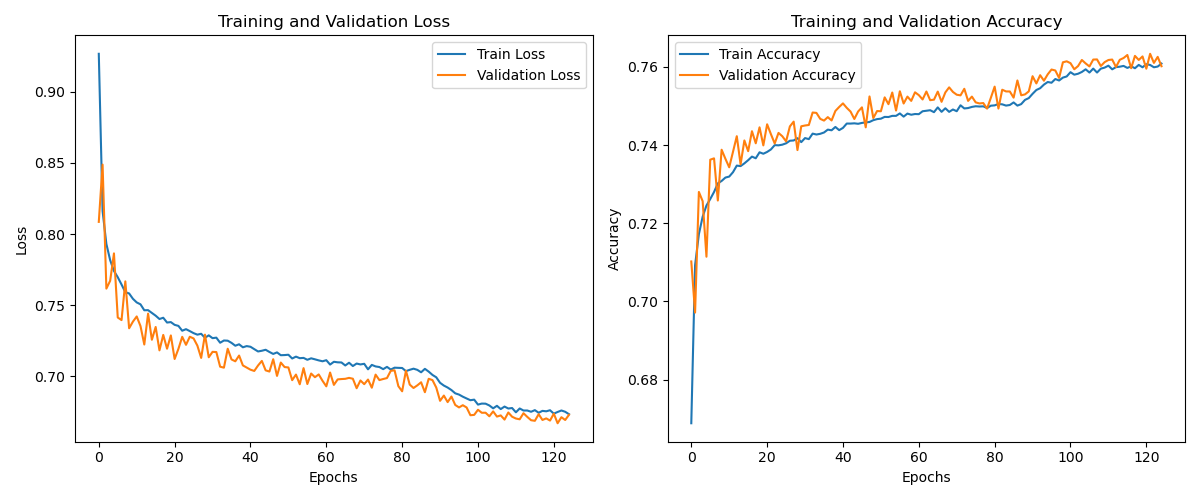 Training and Validation Loss
Train Loss
Validation Loss
0.90
0.85
0.80
0.75
0.70
Loss
0
20
40
60
80
100
120
Epochs
Training and Validation Accuracy
Train Accuracy
Validation Accuracy
0.76
0.74
0.72
0.70
0.68
Accuracy
0
20
40
60
80
100
120
Epochs